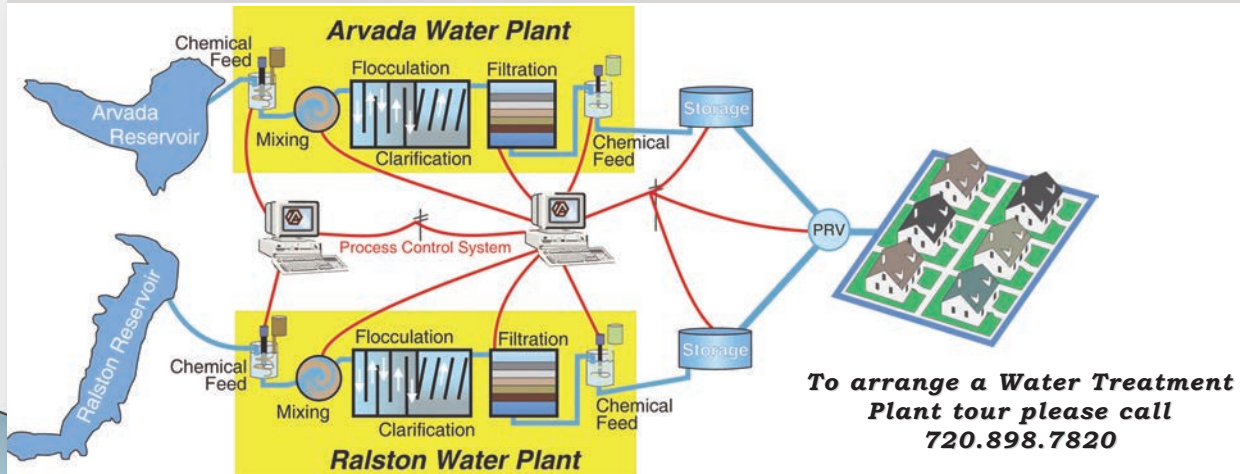 Arvada Water Plant
Chemical
Feed
Flocculation
Filtration
Arvada
Reservoir
Mixing
Clarification
Chemical
Feed
Storage
Process Control System
PRV
Ralston Reservoir
Chemical
Feed
Flocculation
Filtration
Mixing
Clarification
Chemical
Feed
Storage
Ralston Water Plant
To arrange a Water Treatment
Plant tour please call
720.898.7820